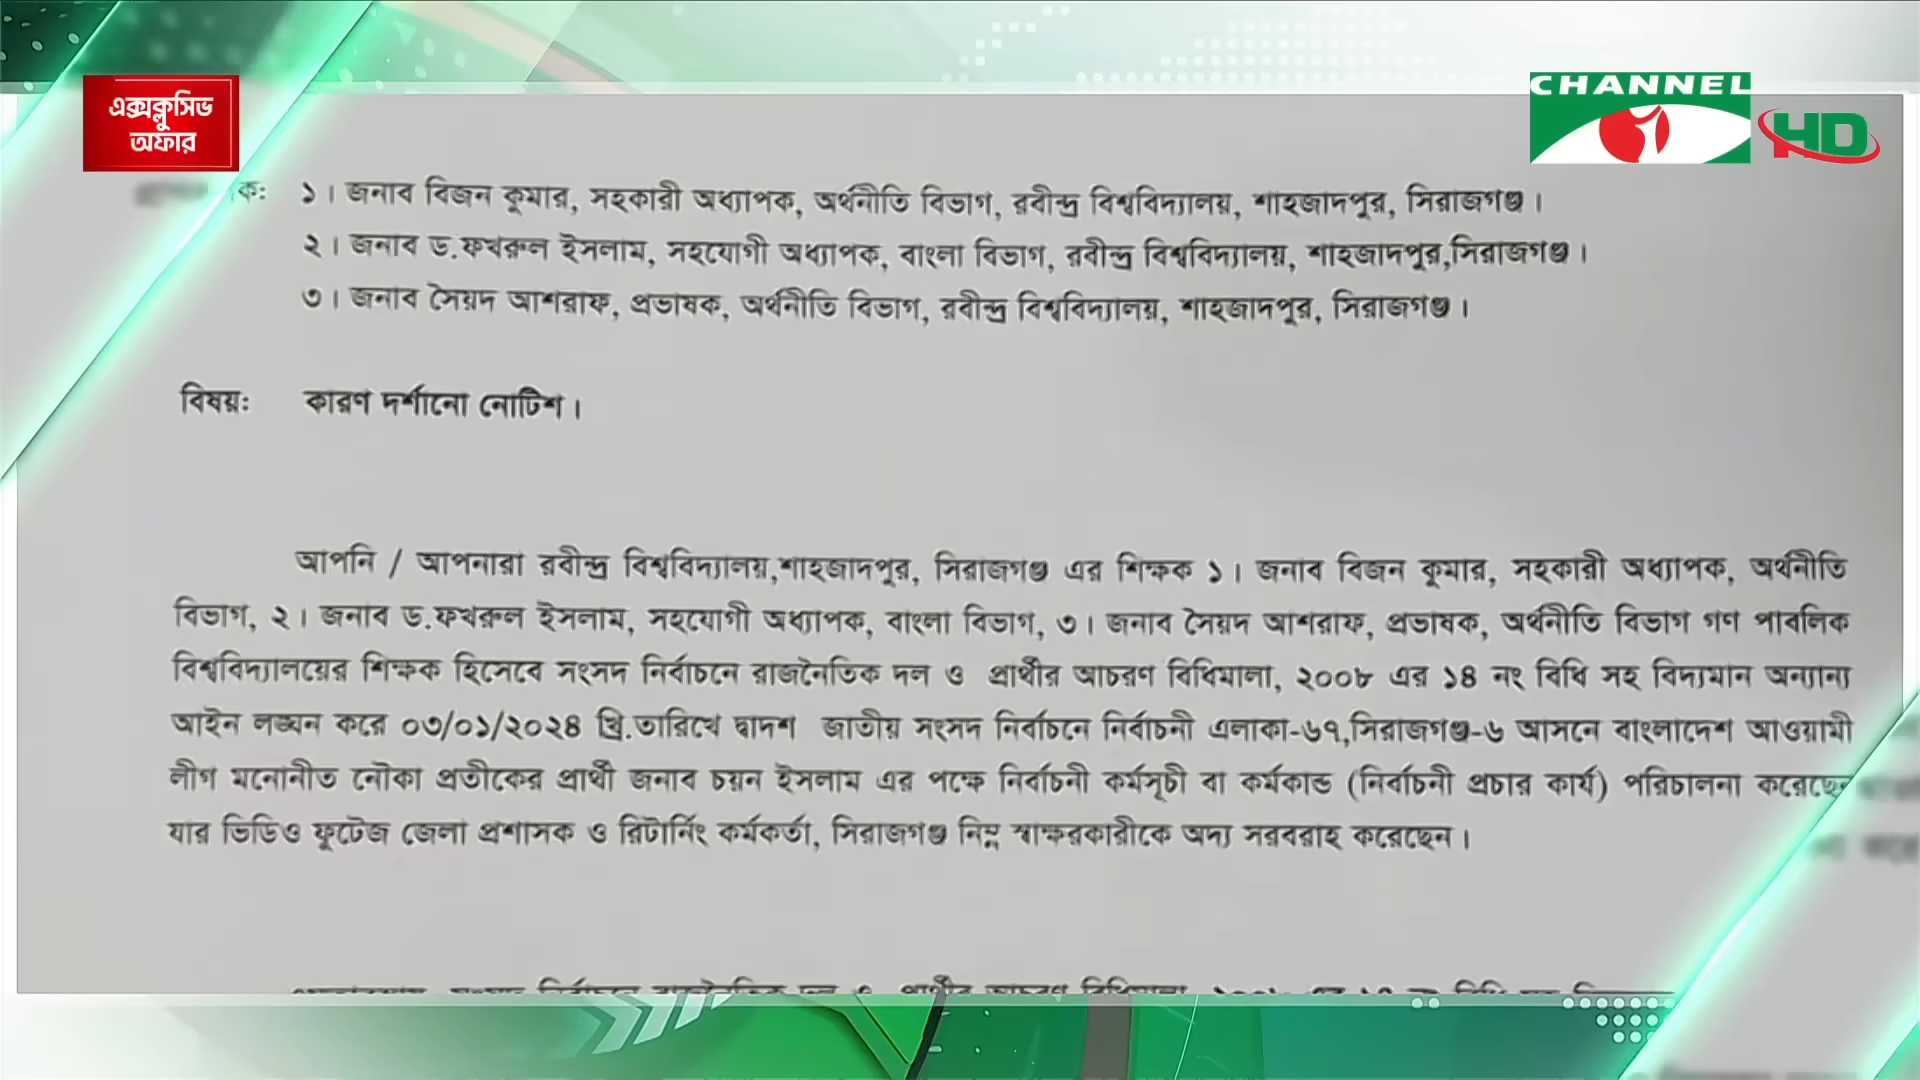 এক্সক্লুসিভ
অফার
CHANNEL
HD
১। জনাব বিজন কুমার, সহকারী অধ্যাপক, অর্থনীতি বিভাগ, রবীন্দ্র বিশ্ববিদ্যালয়, শাহজাদপুর, সিরাজগঞ্জ।
২। জনাব ড.ফখরুল ইসলাম, সহযোগী অধ্যাপক, বাংলা বিভাগ, রবীন্দ্র বিশ্ববিদ্যালয়, শাহজাদপুর,সিরাজগঞ্জ।
৩। জনাব সৈয়দ আশরাফ, প্রভাষক, অর্থনীতি বিভাগ, রবীন্দ্র বিশ্ববিদ্যালয়, শাহজাদপুর, সিরাজগঞ্জ।
বিষয়ঃ কারণ দর্শানো নোটিশ।
আপনি / আপনারা রবীন্দ্র বিশ্ববিদ্যালয়,শাহজাদপুর, সিরাজগঞ্জ এর শিক্ষক ১। জনাব বিজন কুমার, সহকারী অধ্যাপক, অর্থনীতি
বিভাগ, ২। জনাব ড.ফখরুল ইসলাম, সহযোগী অধ্যাপক, বাংলা বিভাগ, ৩। জনাব সৈয়দ আশরাফ, প্রভাষক, অর্থনীতি বিভাগ গণ পাবলিক
বিশ্ববিদ্যালয়ের শিক্ষক হিসেবে সংসদ নির্বাচনে রাজনৈতিক দল ও প্রার্থীর আচরণ বিধিমালা, ২০০৮ এর ১৪ নং বিধি সহ বিদ্যমান অন্যান্য
আইন লঙ্ঘন করে ০৩/০১/২০২৪ খ্রি.তারিখে দ্বাদশ জাতীয় সংসদ নির্বাচনে নির্বাচনী এলাকা-৬৭,সিরাজগঞ্জ-৬ আসনে বাংলাদেশ আওয়ামী
লীগ মনোনীত নৌকা প্রতীকের প্রার্থী জনাব চয়ন ইসলাম এর পক্ষে নির্বাচনী কর্মসূচী বা কর্মকান্ড (নির্বাচনী প্রচার কার্য) পরিচালনা করেছেন
যার ভিডিও ফুটেজ জেলা প্রশাসক ও রিটার্নিং কর্মকর্তা, সিরাজগঞ্জ নিম্ন স্বাক্ষরকারীকে অদ্য সরবরাহ করেছেন।